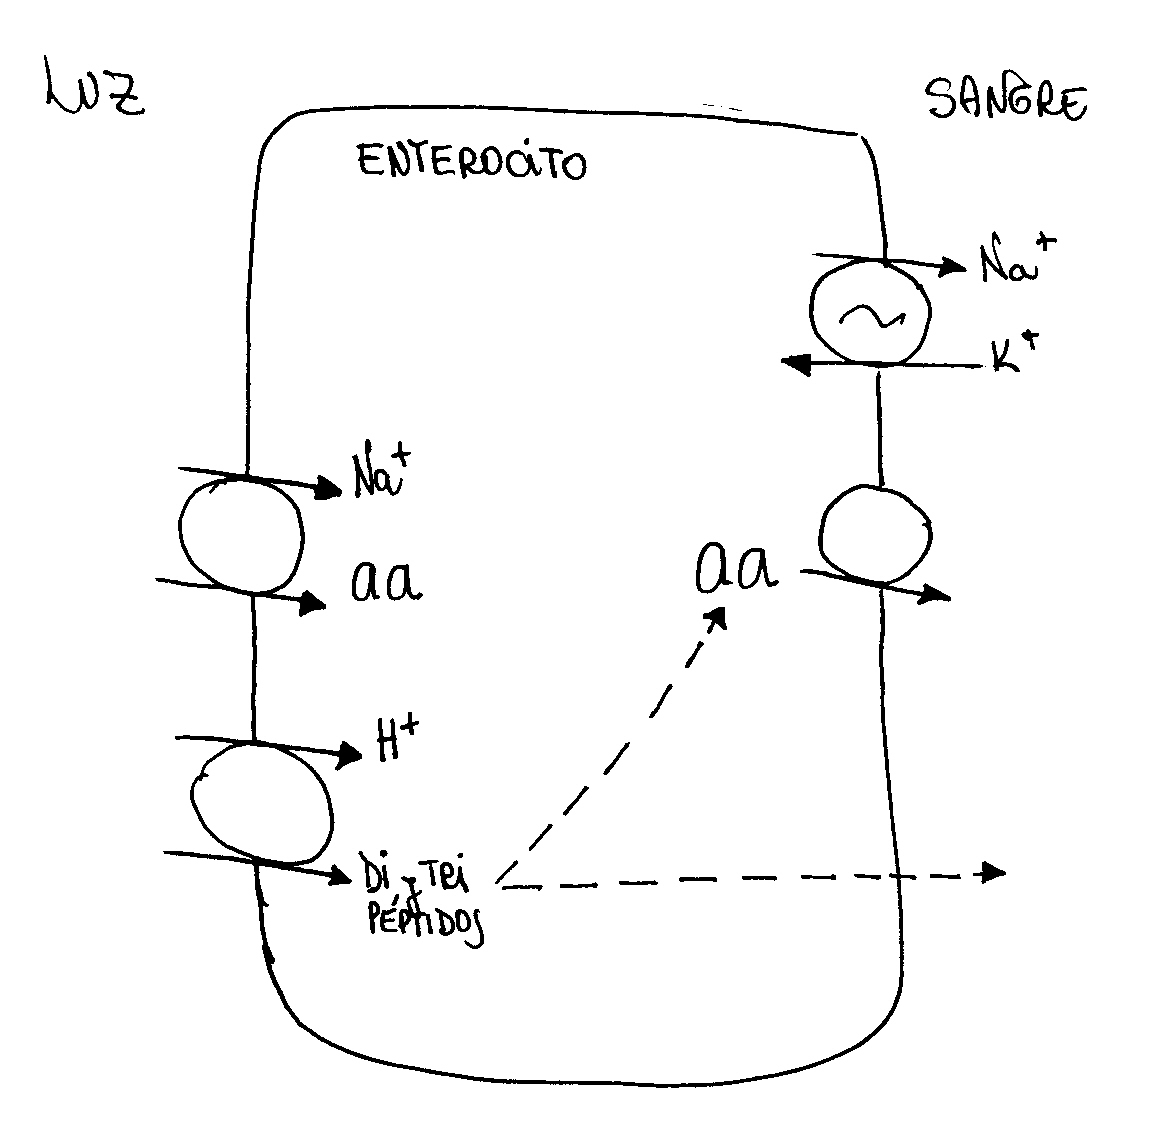 LUZ
SANGRE
ENTEROCITO
Na+
K+
Na+
aa
aa
H+
Di y TRi
PÉPTIDOS